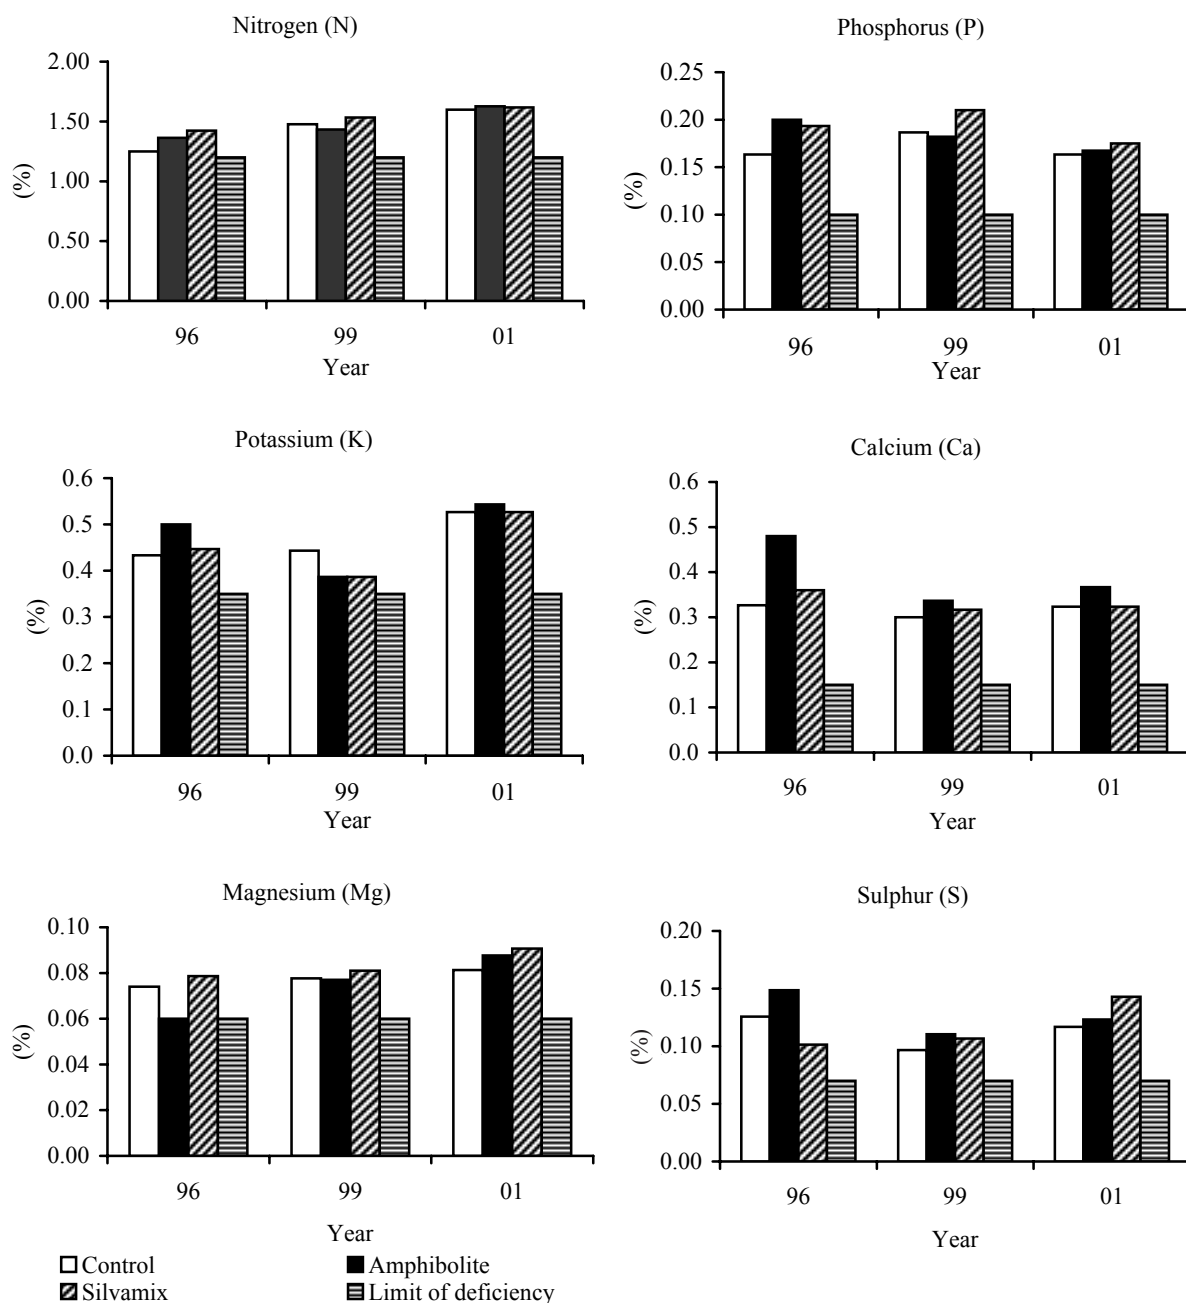 Nitrogen (N)
2.00
1.50
1.00
0.50
0.00
(%)
96 99 01
Year
Phosphorus (P)
0.25
0.20
0.15
0.10
0.05
0.00
(%)
96 99 01
Year
Potassium (K)
0.6
0.5
0.4
0.3
0.2
0.1
0.0
(%)
96 99 01
Year
Calcium (Ca)
0.6
0.5
0.4
0.3
0.2
0.1
0.0
(%)
96 99 01
Year
Magnesium (Mg)
0.10
0.08
0.06
0.04
0.02
0.00
(%)
96 99 01
Year
Sulphur (S)
0.20
0.15
0.10
0.05
0.00
(%)
96 99 01
Year
Control Amphibolite
Silvamix Limit of deficiency